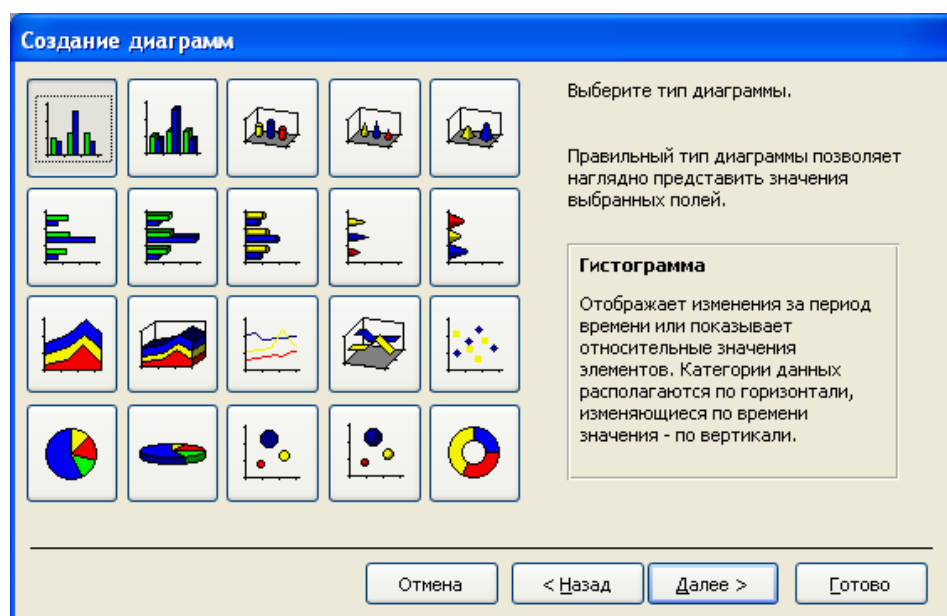 Создание диаграмм
Выберите тип диаграммы.
Правильный тип диаграммы позволяет
наглядно представить значения
выбранных полей.
Гистограмма
Отображает изменения за период
времени или показывает
относительные значения
элементов. Категории данных
располагаются по горизонтали,
изменяющиеся по времени
значения - по вертикали.
Отмена
< Назад
Далее >
Готово